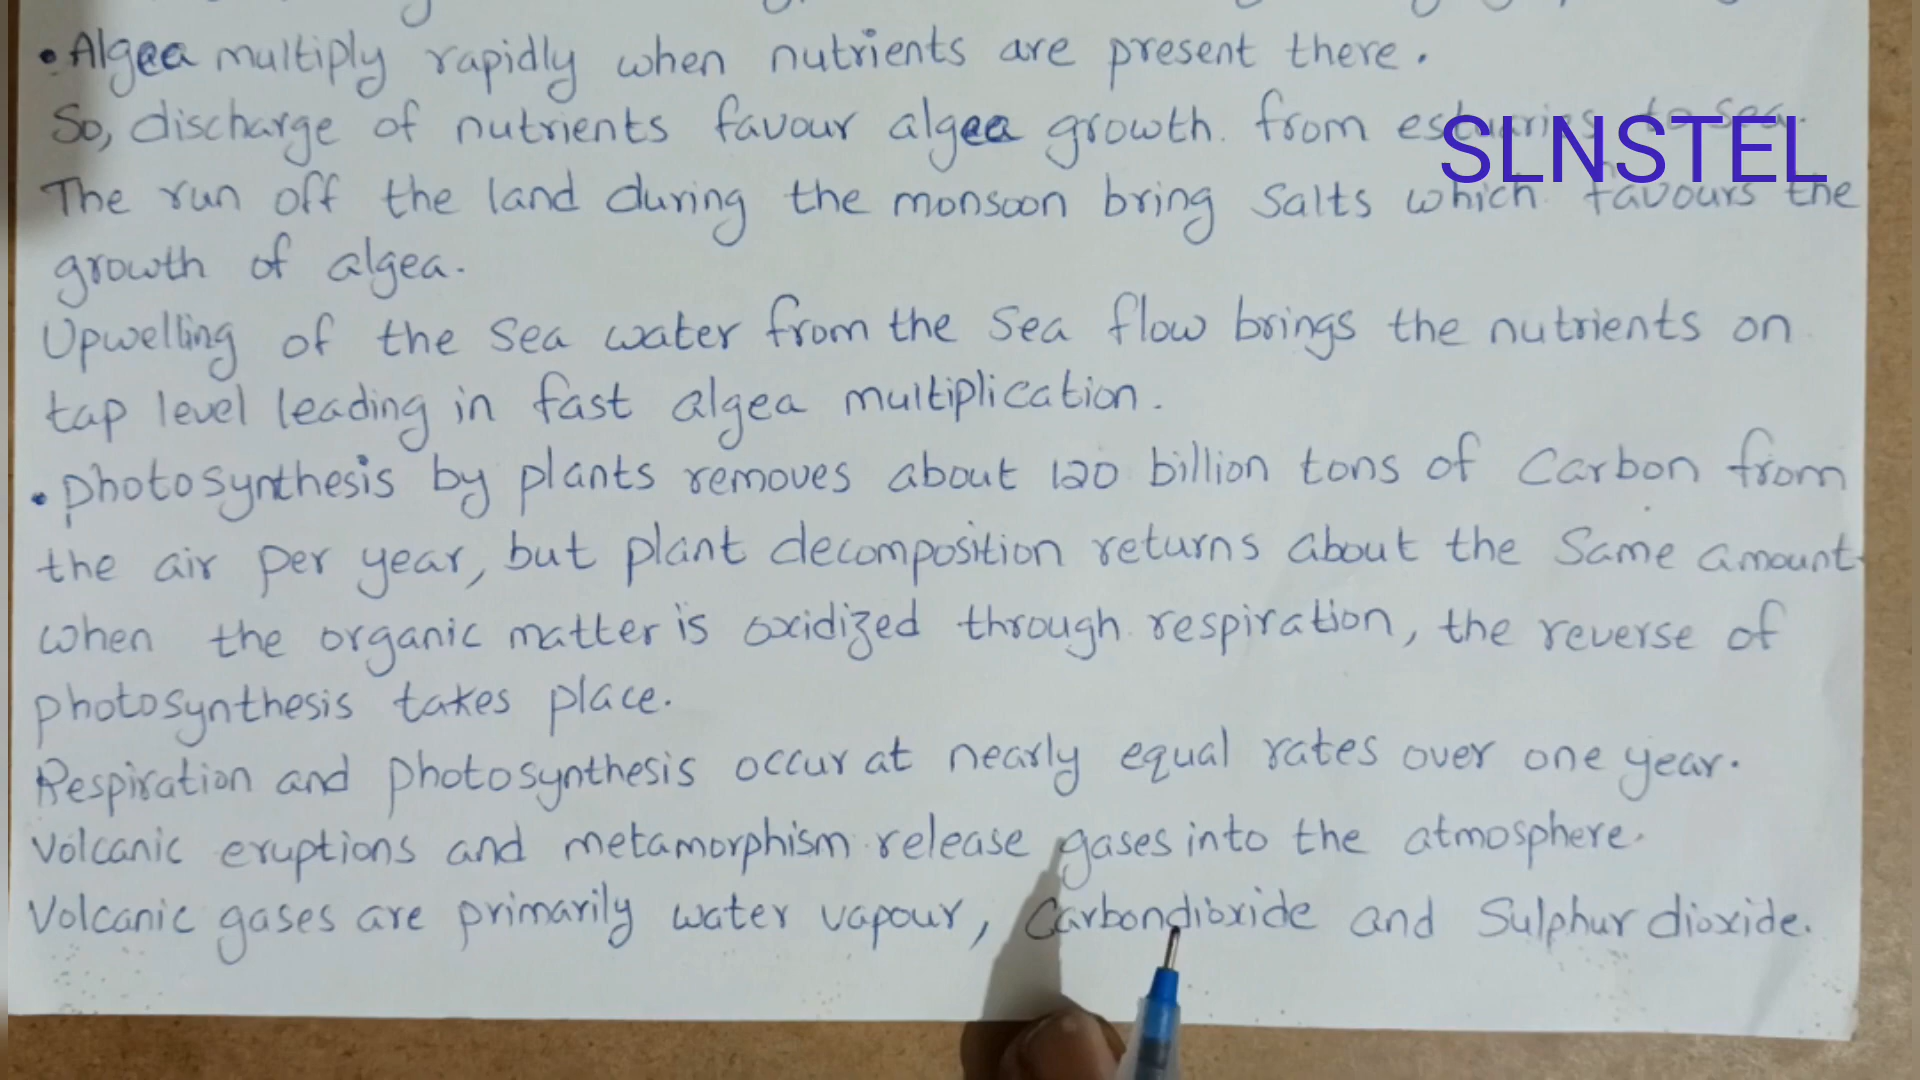 • Algea multiply rapidly when nutrients are present there.
So, discharge of nutrients favour algea growth. from estuaries to sea.
SLNSTEL
The run off the land during the monsoon bring Salts which favours the
growth of algea.
Upwelling of the Sea water from the Sea flow brings the nutrients on
tap level leading in fast algea multiplication.
• Photosynthesis by plants removes about 120 billion tons of Carbon from
the air per year, but plant decomposition returns about the Same amount
when the organic matter is oxidized through respiration, the reverse of
photosynthesis takes place.
Respiration and photosynthesis occur at nearly equal rates over one year.
Volcanic eruptions and metamorphism release gases into the atmosphere.
Volcanic gases are primarily water vapour, Carbondioxide and Sulphur dioxide.